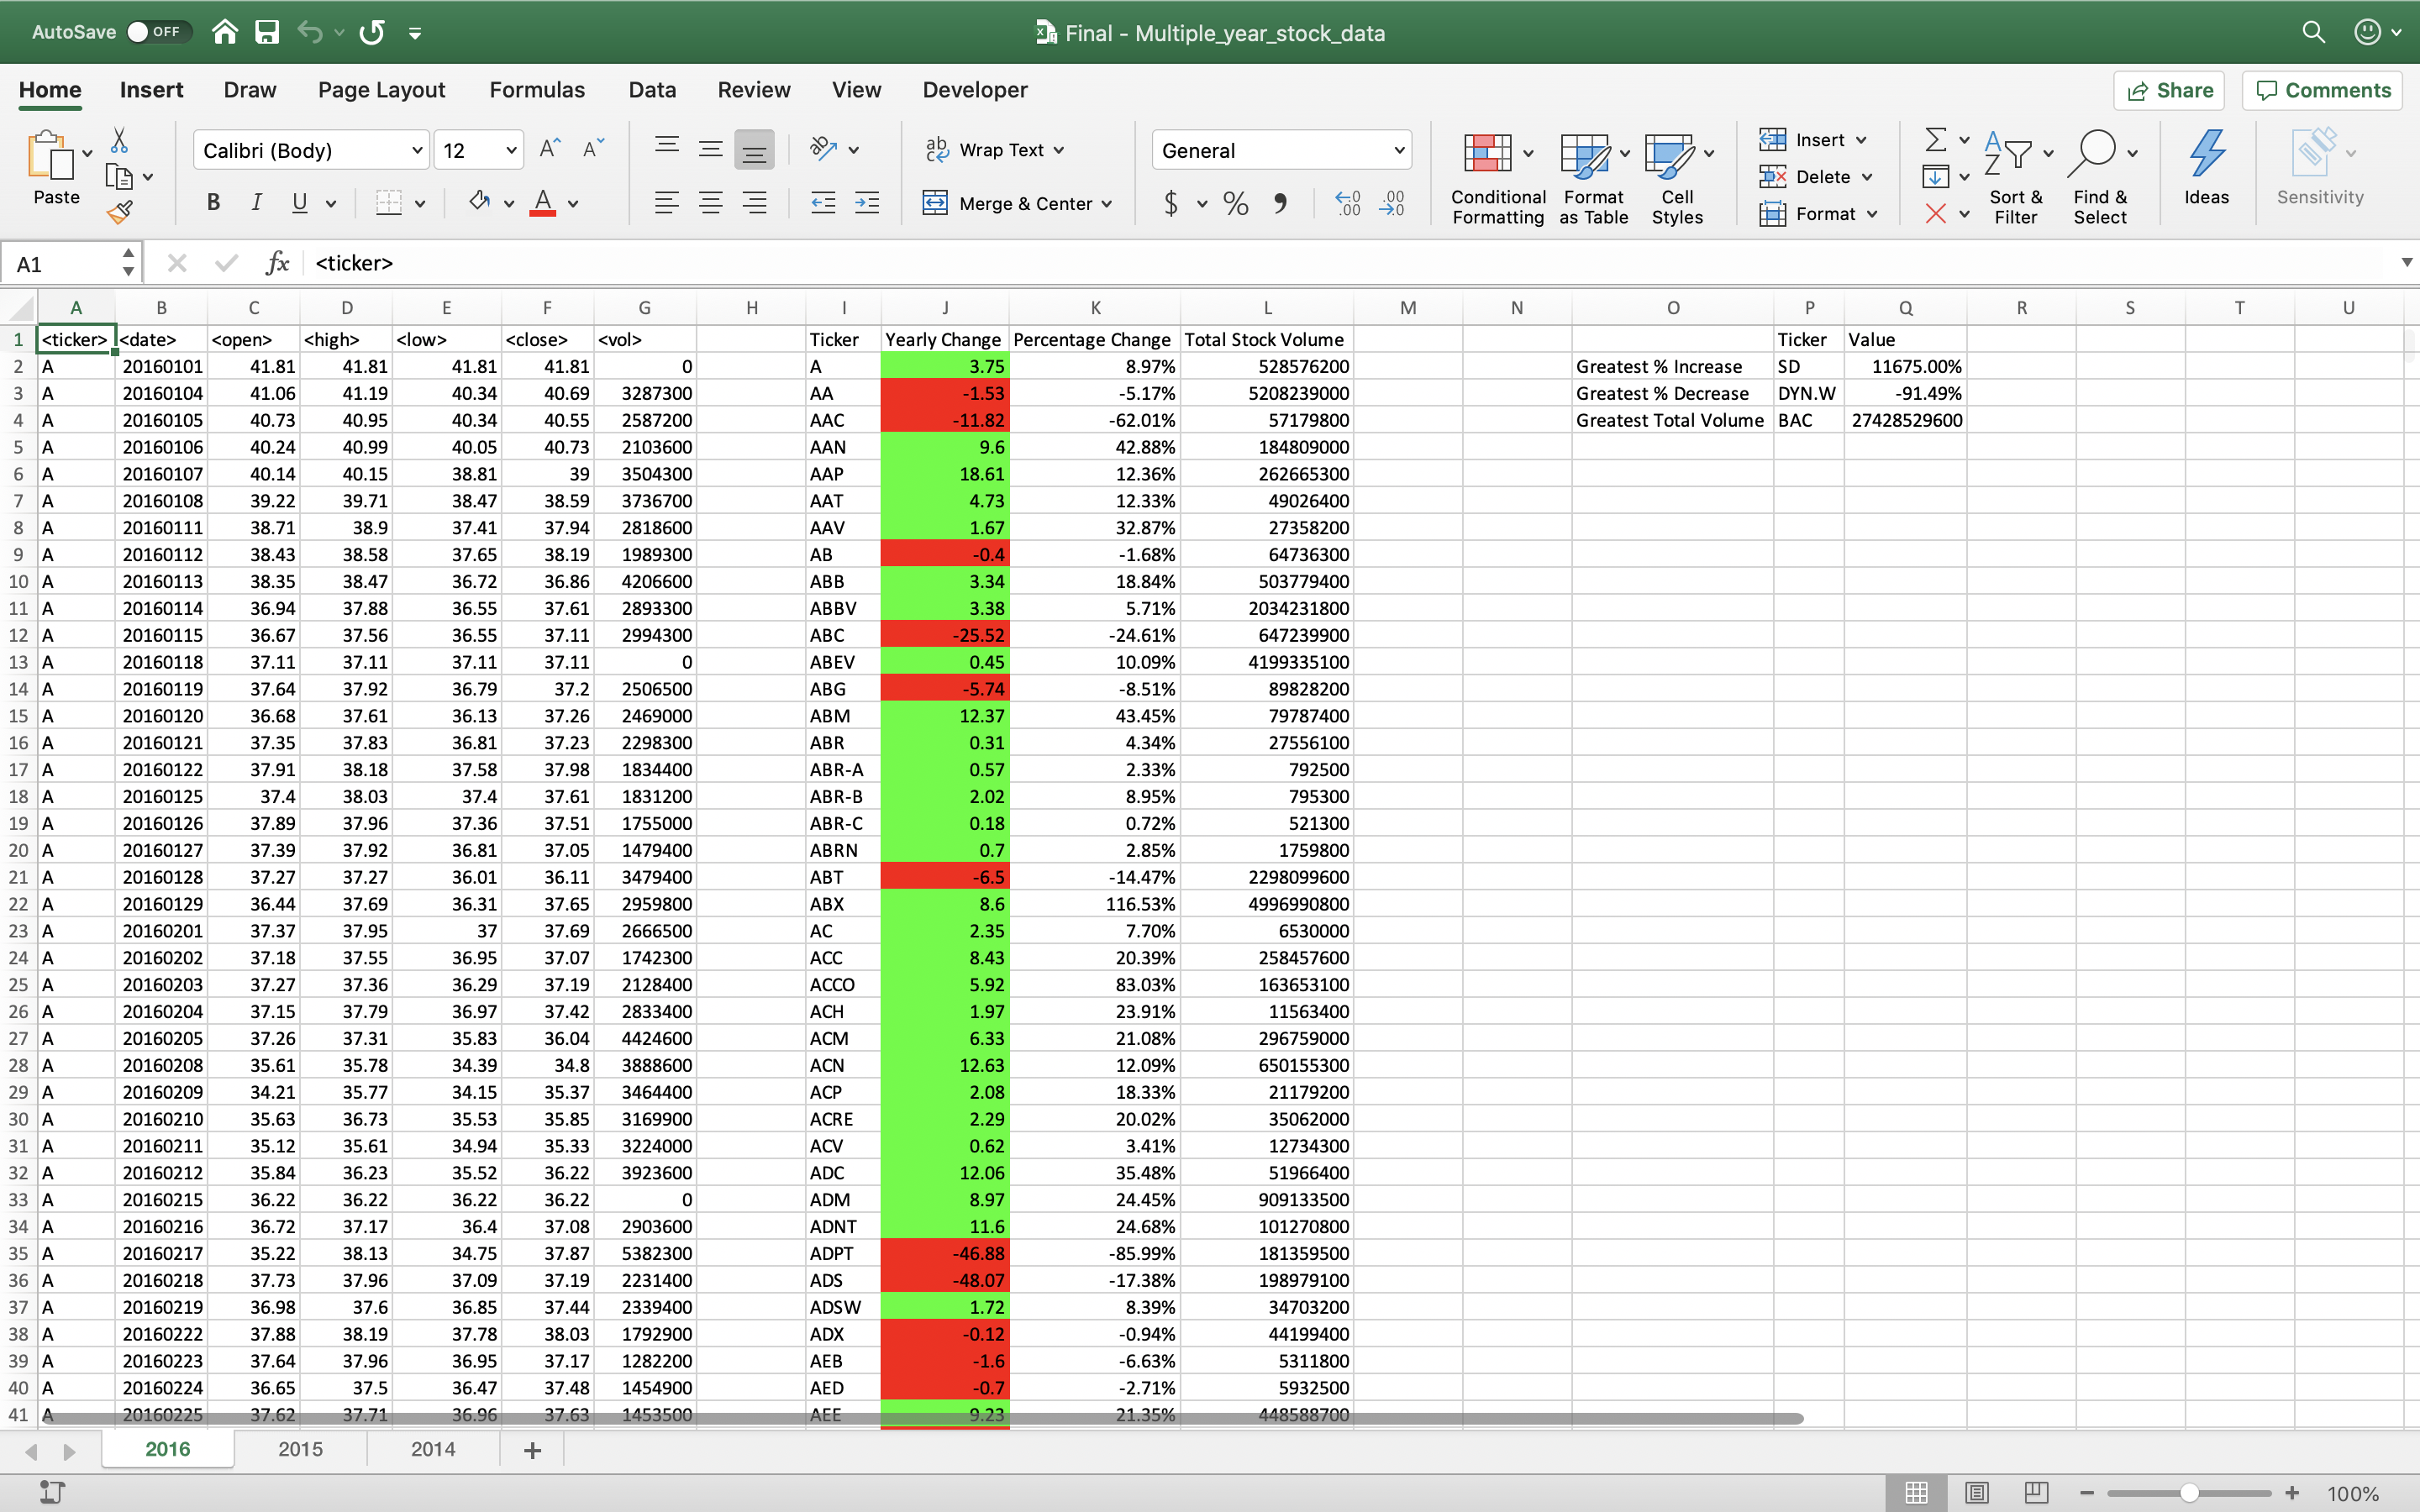 AutoSave OFF Final - Multiple_year_stock_data
Home Insert Draw Page Layout Formulas Data Review View Developer Share Comments
Paste Calibri (Body) 12 A A B I U A ab Wrap Text Merge & Center General $ % Conditional Formatting Format as Table Cell Styles Insert Delete Format Sort & Filter Find & Select Ideas Sensitivity
A1 fx <ticker>
A B C D E F G H I J K L M N O P Q R S T U
1 <ticker> <date> <open> <high> <low> <close> <vol> Ticker Yearly Change Percentage Change Total Stock Volume Ticker Value
2 A 20160101 41.81 41.81 41.81 41.81 0 A 3.75 8.97% 528576200 Greatest % Increase SD 11675.00%
3 A 20160104 41.06 41.19 40.34 40.69 3287300 AA -1.53 -5.17% 5208239000 Greatest % Decrease DYN.W -91.49%
4 A 20160105 40.73 40.95 40.34 40.55 2587200 AAC -11.82 -62.01% 57179800 Greatest Total Volume BAC 27428529600
5 A 20160106 40.24 40.99 40.05 40.73 2103600 AAN 9.6 42.88% 184809000
6 A 20160107 40.14 40.15 38.81 39 3504300 AAP 18.61 12.36% 262665300
7 A 20160108 39.22 39.71 38.47 38.59 3736700 AAT 4.73 12.33% 49026400
8 A 20160111 38.71 38.9 37.41 37.94 2818600 AAV 1.67 32.87% 27358200
9 A 20160112 38.43 38.58 37.65 38.19 1989300 AB -0.4 -1.68% 64736300
10 A 20160113 38.35 38.47 36.72 36.86 4206600 ABB 3.34 18.84% 503779400
11 A 20160114 36.94 37.88 36.55 37.61 2893300 ABBV 3.38 5.71% 2034231800
12 A 20160115 36.67 37.56 36.55 37.11 2994300 ABC -25.52 -24.61% 647239900
13 A 20160118 37.11 37.11 37.11 37.11 0 ABEV 0.45 10.09% 4199335100
14 A 20160119 37.64 37.92 36.79 37.2 2506500 ABG -5.74 -8.51% 89828200
15 A 20160120 36.68 37.61 36.13 37.26 2469000 ABM 12.37 43.45% 79787400
16 A 20160121 37.35 37.83 36.81 37.23 2298300 ABR 0.31 4.34% 27556100
17 A 20160122 37.91 38.18 37.58 37.98 1834400 ABR-A 0.57 2.33% 792500
18 A 20160125 37.4 38.03 37.4 37.61 1831200 ABR-B 2.02 8.95% 795300
19 A 20160126 37.89 37.96 37.36 37.51 1755000 ABR-C 0.18 0.72% 521300
20 A 20160127 37.39 37.92 36.81 37.05 1479400 ABRN 0.7 2.85% 1759800
21 A 20160128 37.27 37.27 36.01 36.11 3479400 ABT -6.5 -14.47% 2298099600
22 A 20160129 36.44 37.69 36.31 37.65 2959800 ABX 8.6 116.53% 4996990800
23 A 20160201 37.37 37.95 37 37.69 2666500 AC 2.35 7.70% 6530000
24 A 20160202 37.18 37.55 36.95 37.07 1742300 ACC 8.43 20.39% 258457600
25 A 20160203 37.27 37.36 36.29 37.19 2128400 ACCO 5.92 83.03% 163653100
26 A 20160204 37.15 37.79 36.97 37.42 2833400 ACH 1.97 23.91% 11563400
27 A 20160205 37.26 37.31 35.83 36.04 4424600 ACM 6.33 21.08% 296759000
28 A 20160208 35.61 35.78 34.39 34.8 3888600 ACN 12.63 12.09% 650155300
29 A 20160209 34.21 35.77 34.15 35.37 3464400 ACP 2.08 18.33% 21179200
30 A 20160210 35.63 36.73 35.53 35.85 3169900 ACRE 2.29 20.02% 35062000
31 A 20160211 35.12 35.61 34.94 35.33 3224000 ACV 0.62 3.41% 12734300
32 A 20160212 35.84 36.23 35.52 36.22 3923600 ADC 12.06 35.48% 51966400
33 A 20160215 36.22 36.22 36.22 36.22 0 ADM 8.97 24.45% 909133500
34 A 20160216 36.72 37.17 36.4 37.08 2903600 ADNT 11.6 24.68% 101270800
35 A 20160217 35.22 38.13 34.75 37.87 5382300 ADPT -46.88 -85.99% 181359500
36 A 20160218 37.73 37.96 37.09 37.19 2231400 ADS -48.07 -17.38% 198979100
37 A 20160219 36.98 37.6 36.85 37.44 2339400 ADSW 1.72 8.39% 34703200
38 A 20160222 37.88 38.19 37.78 38.03 1792900 ADX -0.12 -0.94% 44199400
39 A 20160223 37.64 37.96 36.95 37.17 1282200 AEB -1.6 -6.63% 5311800
40 A 20160224 36.65 37.5 36.47 37.48 1454900 AED -0.7 -2.71% 5932500
41 A 20160225 37.62 37.71 36.96 37.63 1453500 AEE 9.23 21.35% 448588700
2016 2015 2014 +
100%